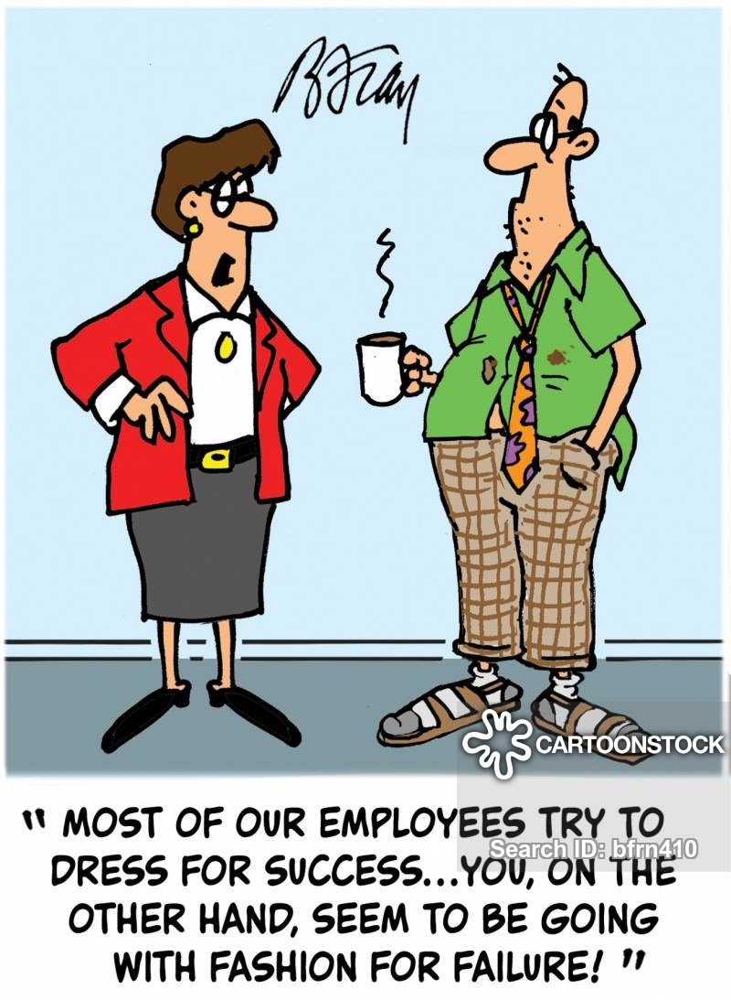 B Fray
" MOST OF OUR EMPLOYEES TRY TO
DRESS FOR SUCCESS...YOU, ON THE
OTHER HAND, SEEM TO BE GOING
WITH FASHION FOR FAILURE! "
CARTOONSTOCK
Search ID: bfrn410